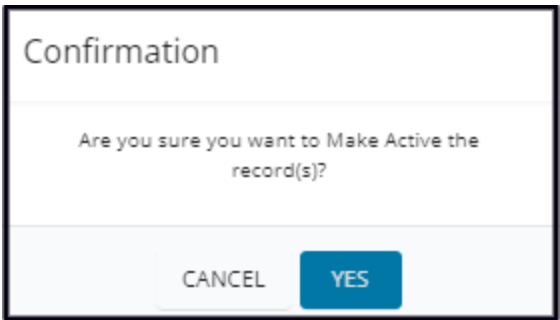 Confirmation
Are you sure you want to Make Active the
record(s)?
CANCEL
YES